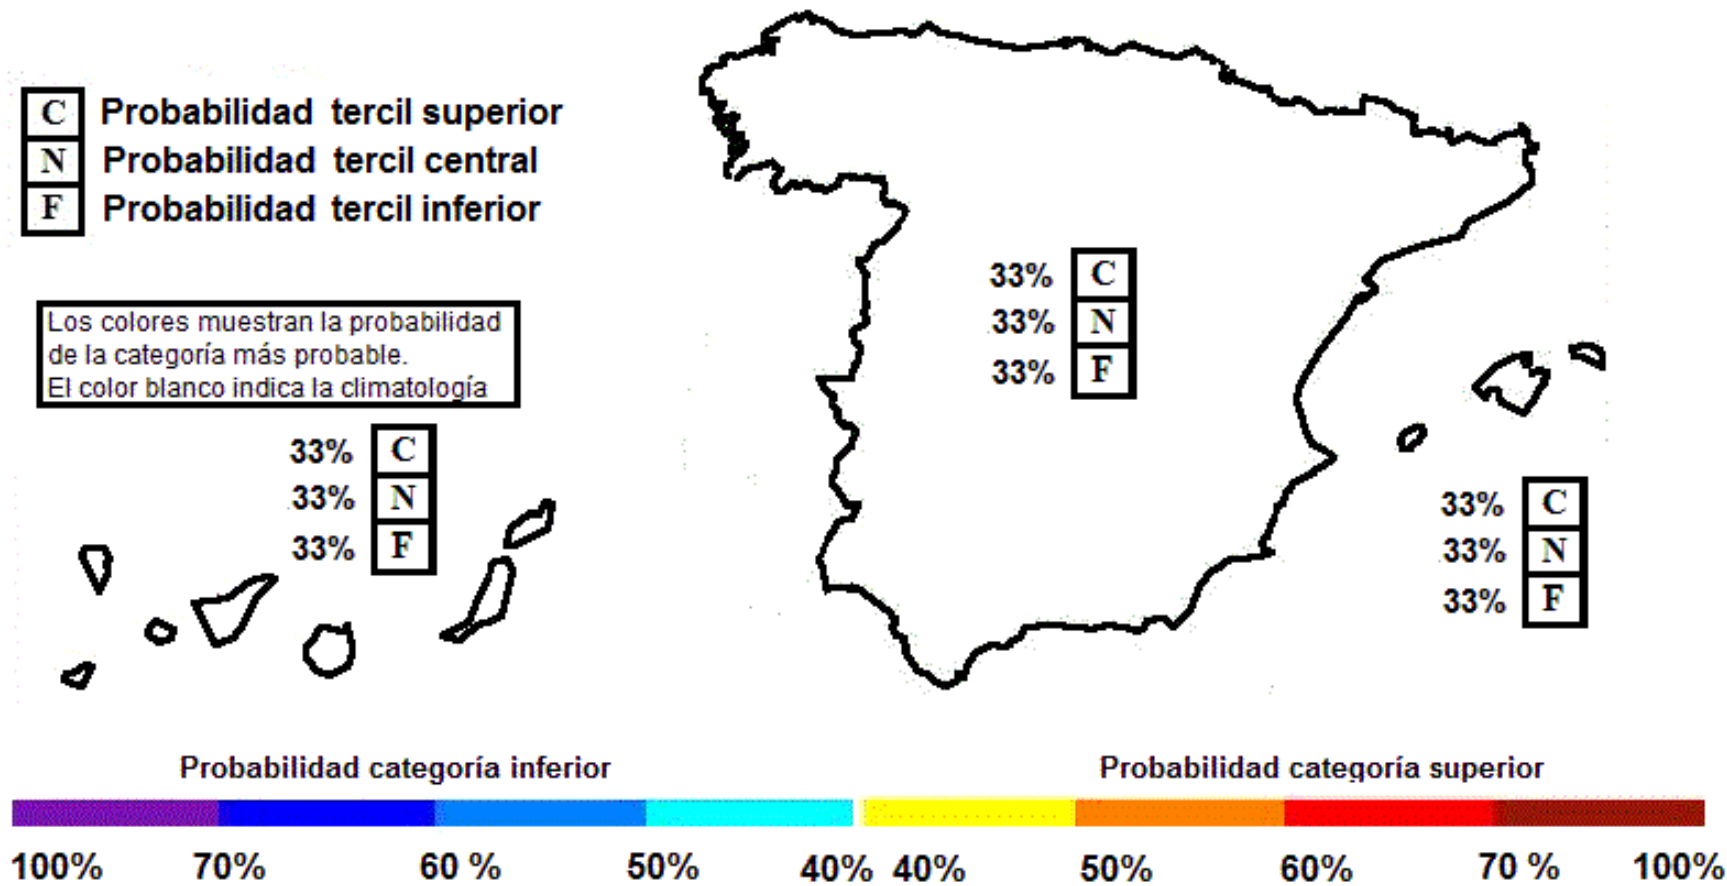 C Probabilidad tercil superior
N Probabilidad tercil central
F Probabilidad tercil inferior
Los colores muestran la probabilidad
de la categoría más probable.
El color blanco indica la climatología
33% C
33% N
33% F
33% C
33% N
33% F
33% C
33% N
33% F
Probabilidad categoría inferior
Probabilidad categoría superior
100% 70% 60 % 50% 40% 40% 50% 60% 70 % 100%